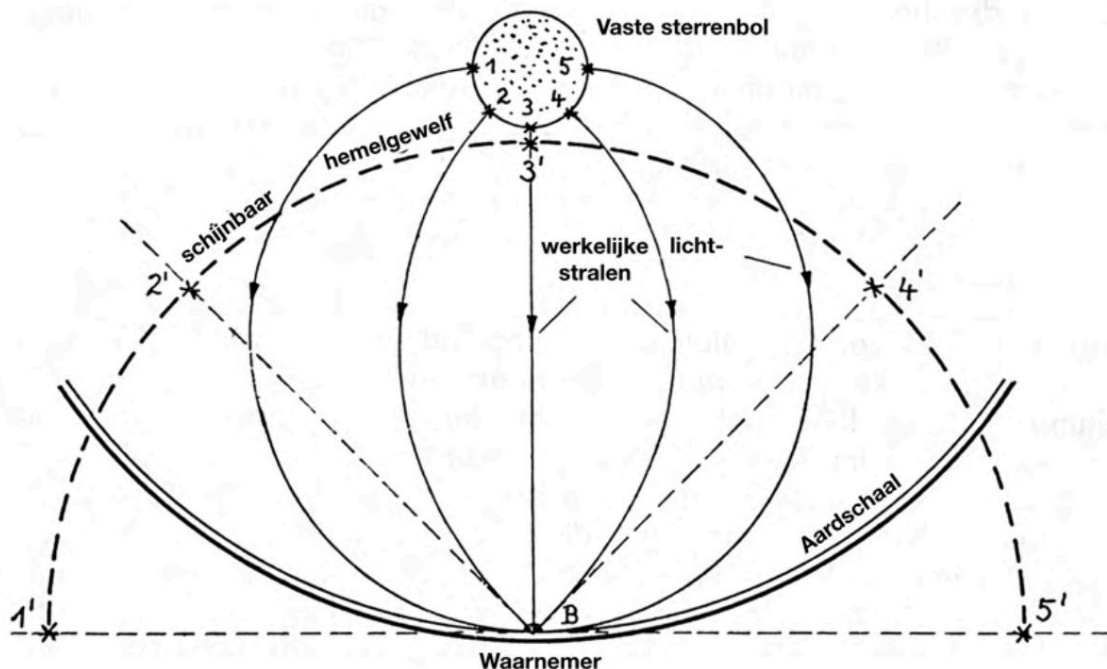 Vaste sterrenbol
1
5
2
3
4
hemelgewelf
schijnbaar
3'
werkelijke licht-
stralen
2'
4'
Aardschaal
1'
B
5'
Waarnemer